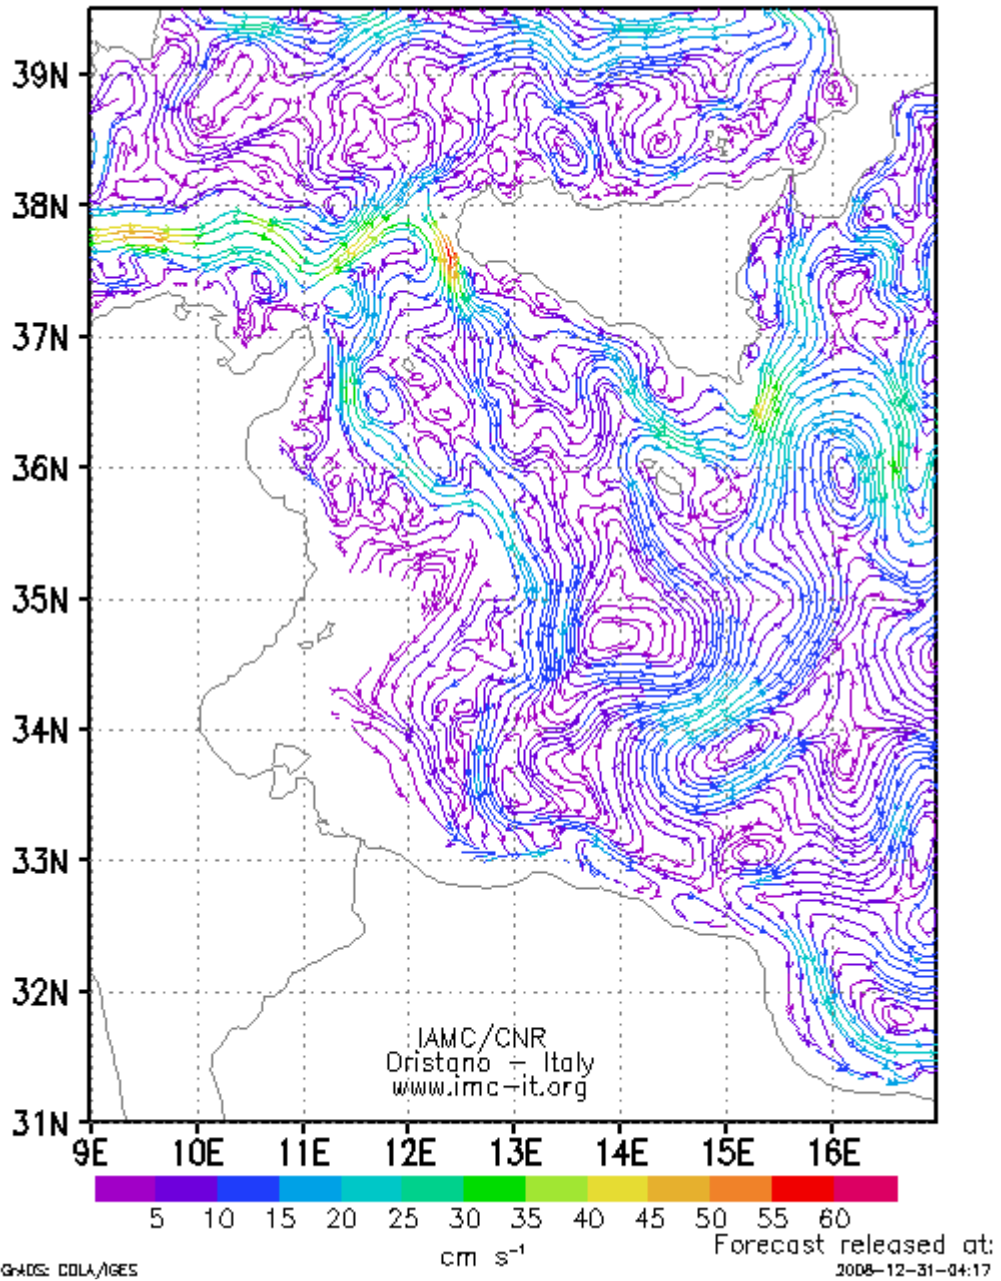 39N
38N
37N
36N
35N
34N
33N
32N
31N
IAMC/CNR
Oristano – Italy
www.imc-it.org
9E 10E 11E 12E 13E 14E 15E 16E
5 10 15 20 25 30 35 40 45 50 55 60
cm s⁻¹
Forecast released at:
GrADS: COLA/IGES
2008-12-31-04:17